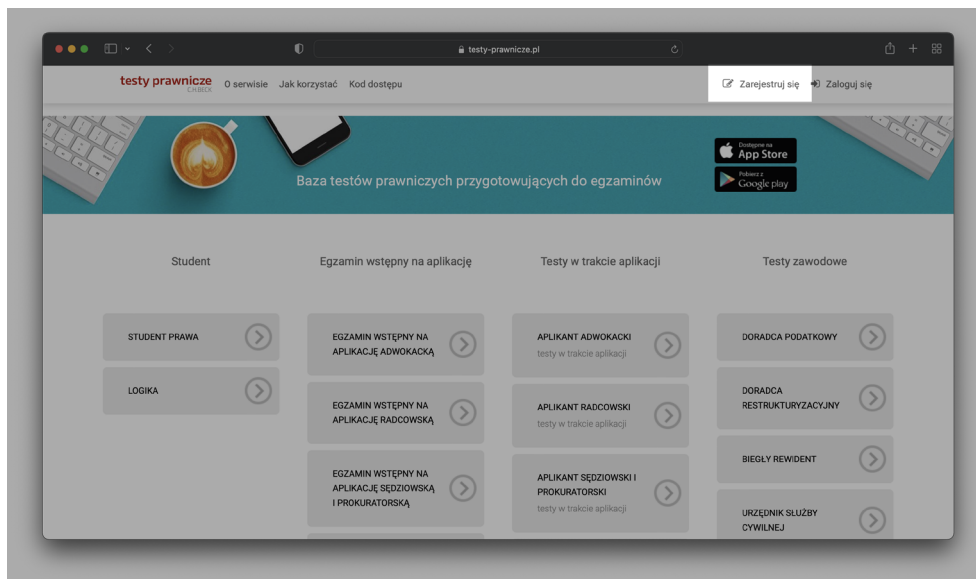 testy-prawnicze.pl
testy prawnicze
C.H.BECK
O serwisie Jak korzystać Kod dostępu
Zarejestruj się Zaloguj się
Baza testów prawniczych przygotowujących do egzaminów
Dostępne na
App Store
Pobierz z
Google play
Student
STUDENT PRAWA
LOGIKA
Egzamin wstępny na aplikację
EGZAMIN WSTĘPNY NA
APLIKACJĘ ADWOKACKĄ
EGZAMIN WSTĘPNY NA
APLIKACJĘ RADCOWSKĄ
EGZAMIN WSTĘPNY NA
APLIKACJĘ SĘDZIOWSKĄ
I PROKURATORSKĄ
Testy w trakcie aplikacji
APLIKANT ADWOKACKI
testy w trakcie aplikacji
APLIKANT RADCOWSKI
testy w trakcie aplikacji
APLIKANT SĘDZIOWSKI I
PROKURATORSKI
testy w trakcie aplikacji
Testy zawodowe
DORADCA PODATKOWY
DORADCA
RESTRUKTURYZACYJNY
BIEGŁY REWIDENT
URZĘDNIK SŁUŻBY
CYWILNEJ